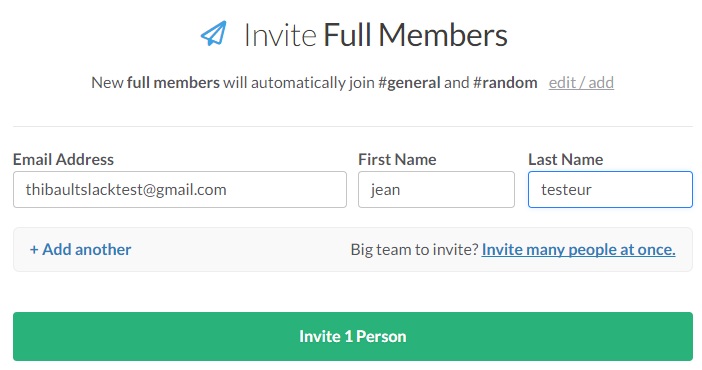 Invite Full Members
New full members will automatically join #general and #random edit / add
Email Address First Name Last Name
thibaultslacktest@gmail.com jean testeur
+ Add another Big team to invite? Invite many people at once.
Invite 1 Person